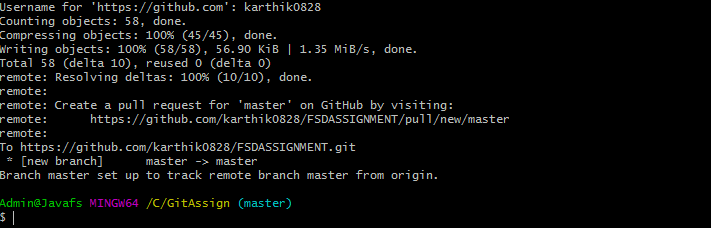 Username for 'https://github.com': karthik0828
Counting objects: 58, done.
Compressing objects: 100% (45/45), done.
Writing objects: 100% (58/58), 56.90 KiB | 1.35 MiB/s, done.
Total 58 (delta 10), reused 0 (delta 0)
remote: Resolving deltas: 100% (10/10), done.
remote:
remote: Create a pull request for 'master' on GitHub by visiting:
remote:      https://github.com/karthik0828/FSDASSIGNMENT/pull/new/master
remote:
To https://github.com/karthik0828/FSDASSIGNMENT.git
 * [new branch]      master -> master
Branch master set up to track remote branch master from origin.

Admin@Javafs MINGW64 /C/GitAssign (master)
$